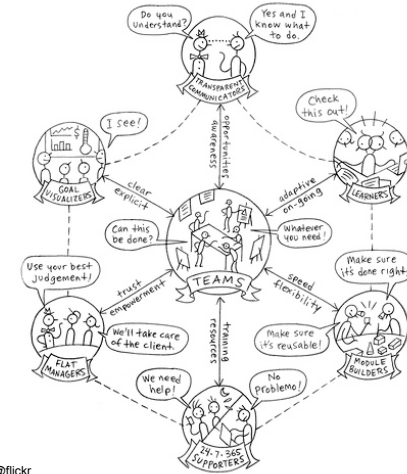 Do you
understand?
Yes and I
know what
to do.
TRANSPARENT
COMMUNICATORS
I see!
GOAL
VISUALIZERS
Check
this out!
LEARNERS
opportunities
awareness
clear
explicit
adaptive
on-going
Can this
be done?
Whatever
you need!
TEAMS
Use your best
judgement!
trust
empowerment
speed
flexibility
Make sure
it's done right
We'll take care
of the client.
FLAT
MANAGERS
training
resources
Make sure
it's reusable!
MODULE
BUILDERS
We need
help!
No
Problemo!
24-7-365
SUPPORTERS
@flickr